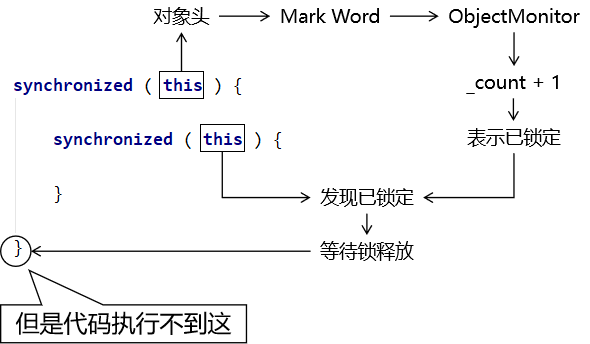 对象头 Mark Word ObjectMonitor
synchronized ( this ) {
_count + 1
表示已锁定
synchronized ( this ) {
}
发现已锁定
等待锁释放
}
但是代码执行不到这